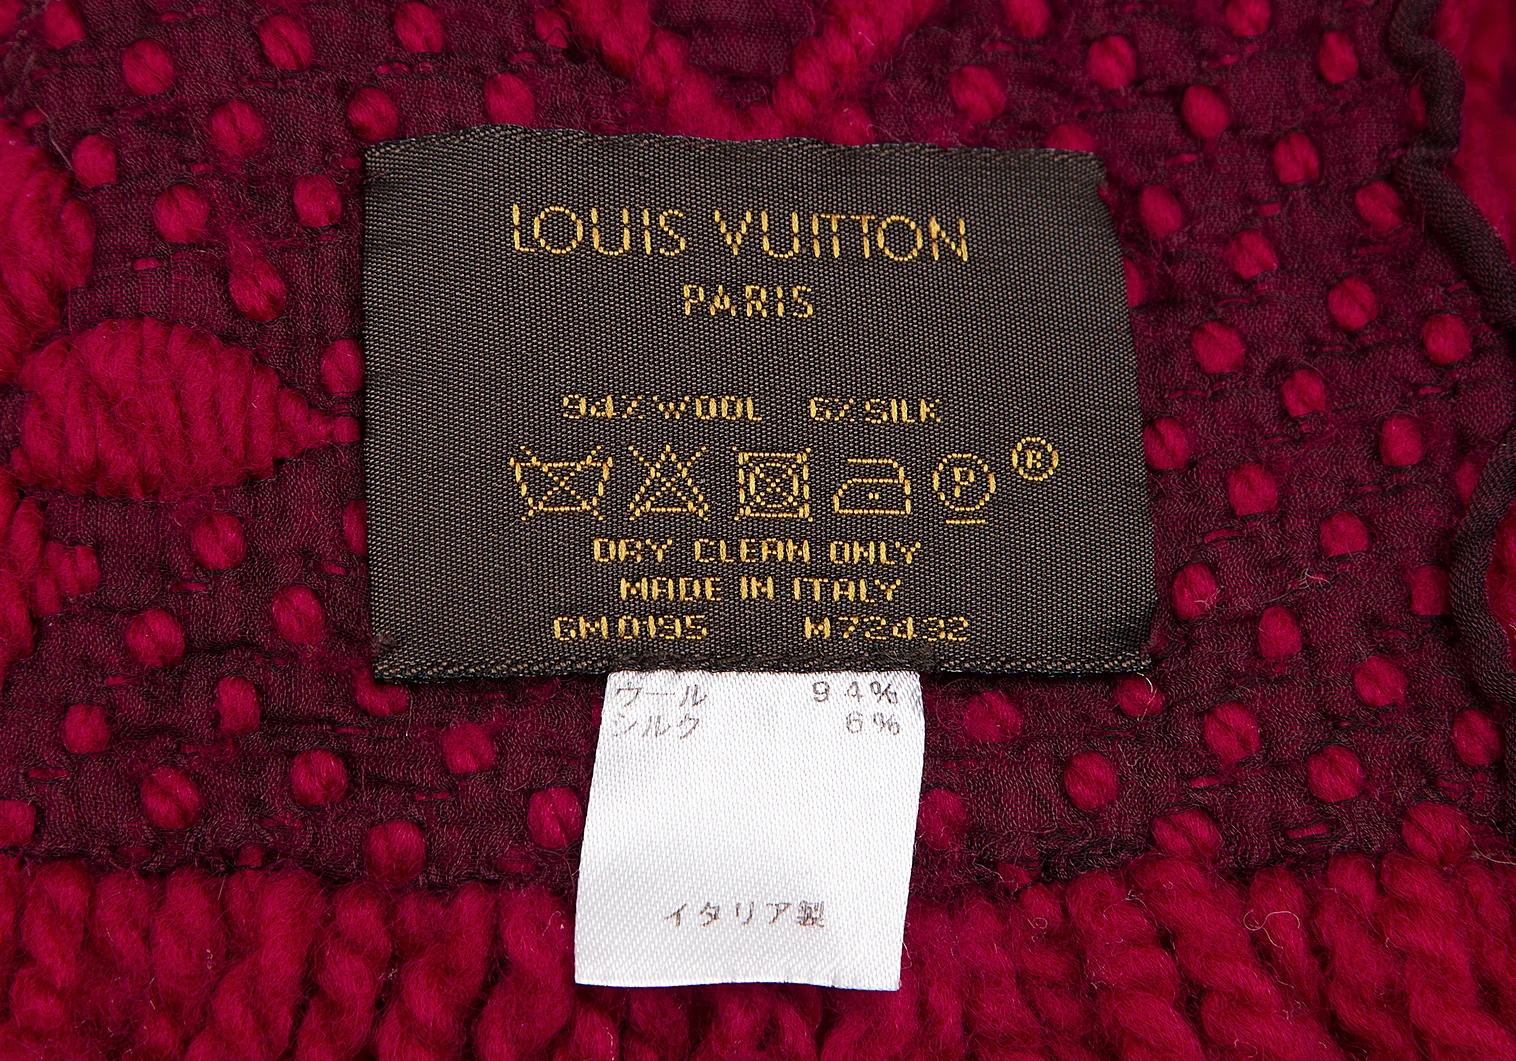 LOUIS VUITTON
PARIS
94% WOOL 6% SILK
P ®
DRY CLEAN ONLY
MADE IN ITALY
GM0195 M72432
ウール 94%
シルク 6%
イタリア製